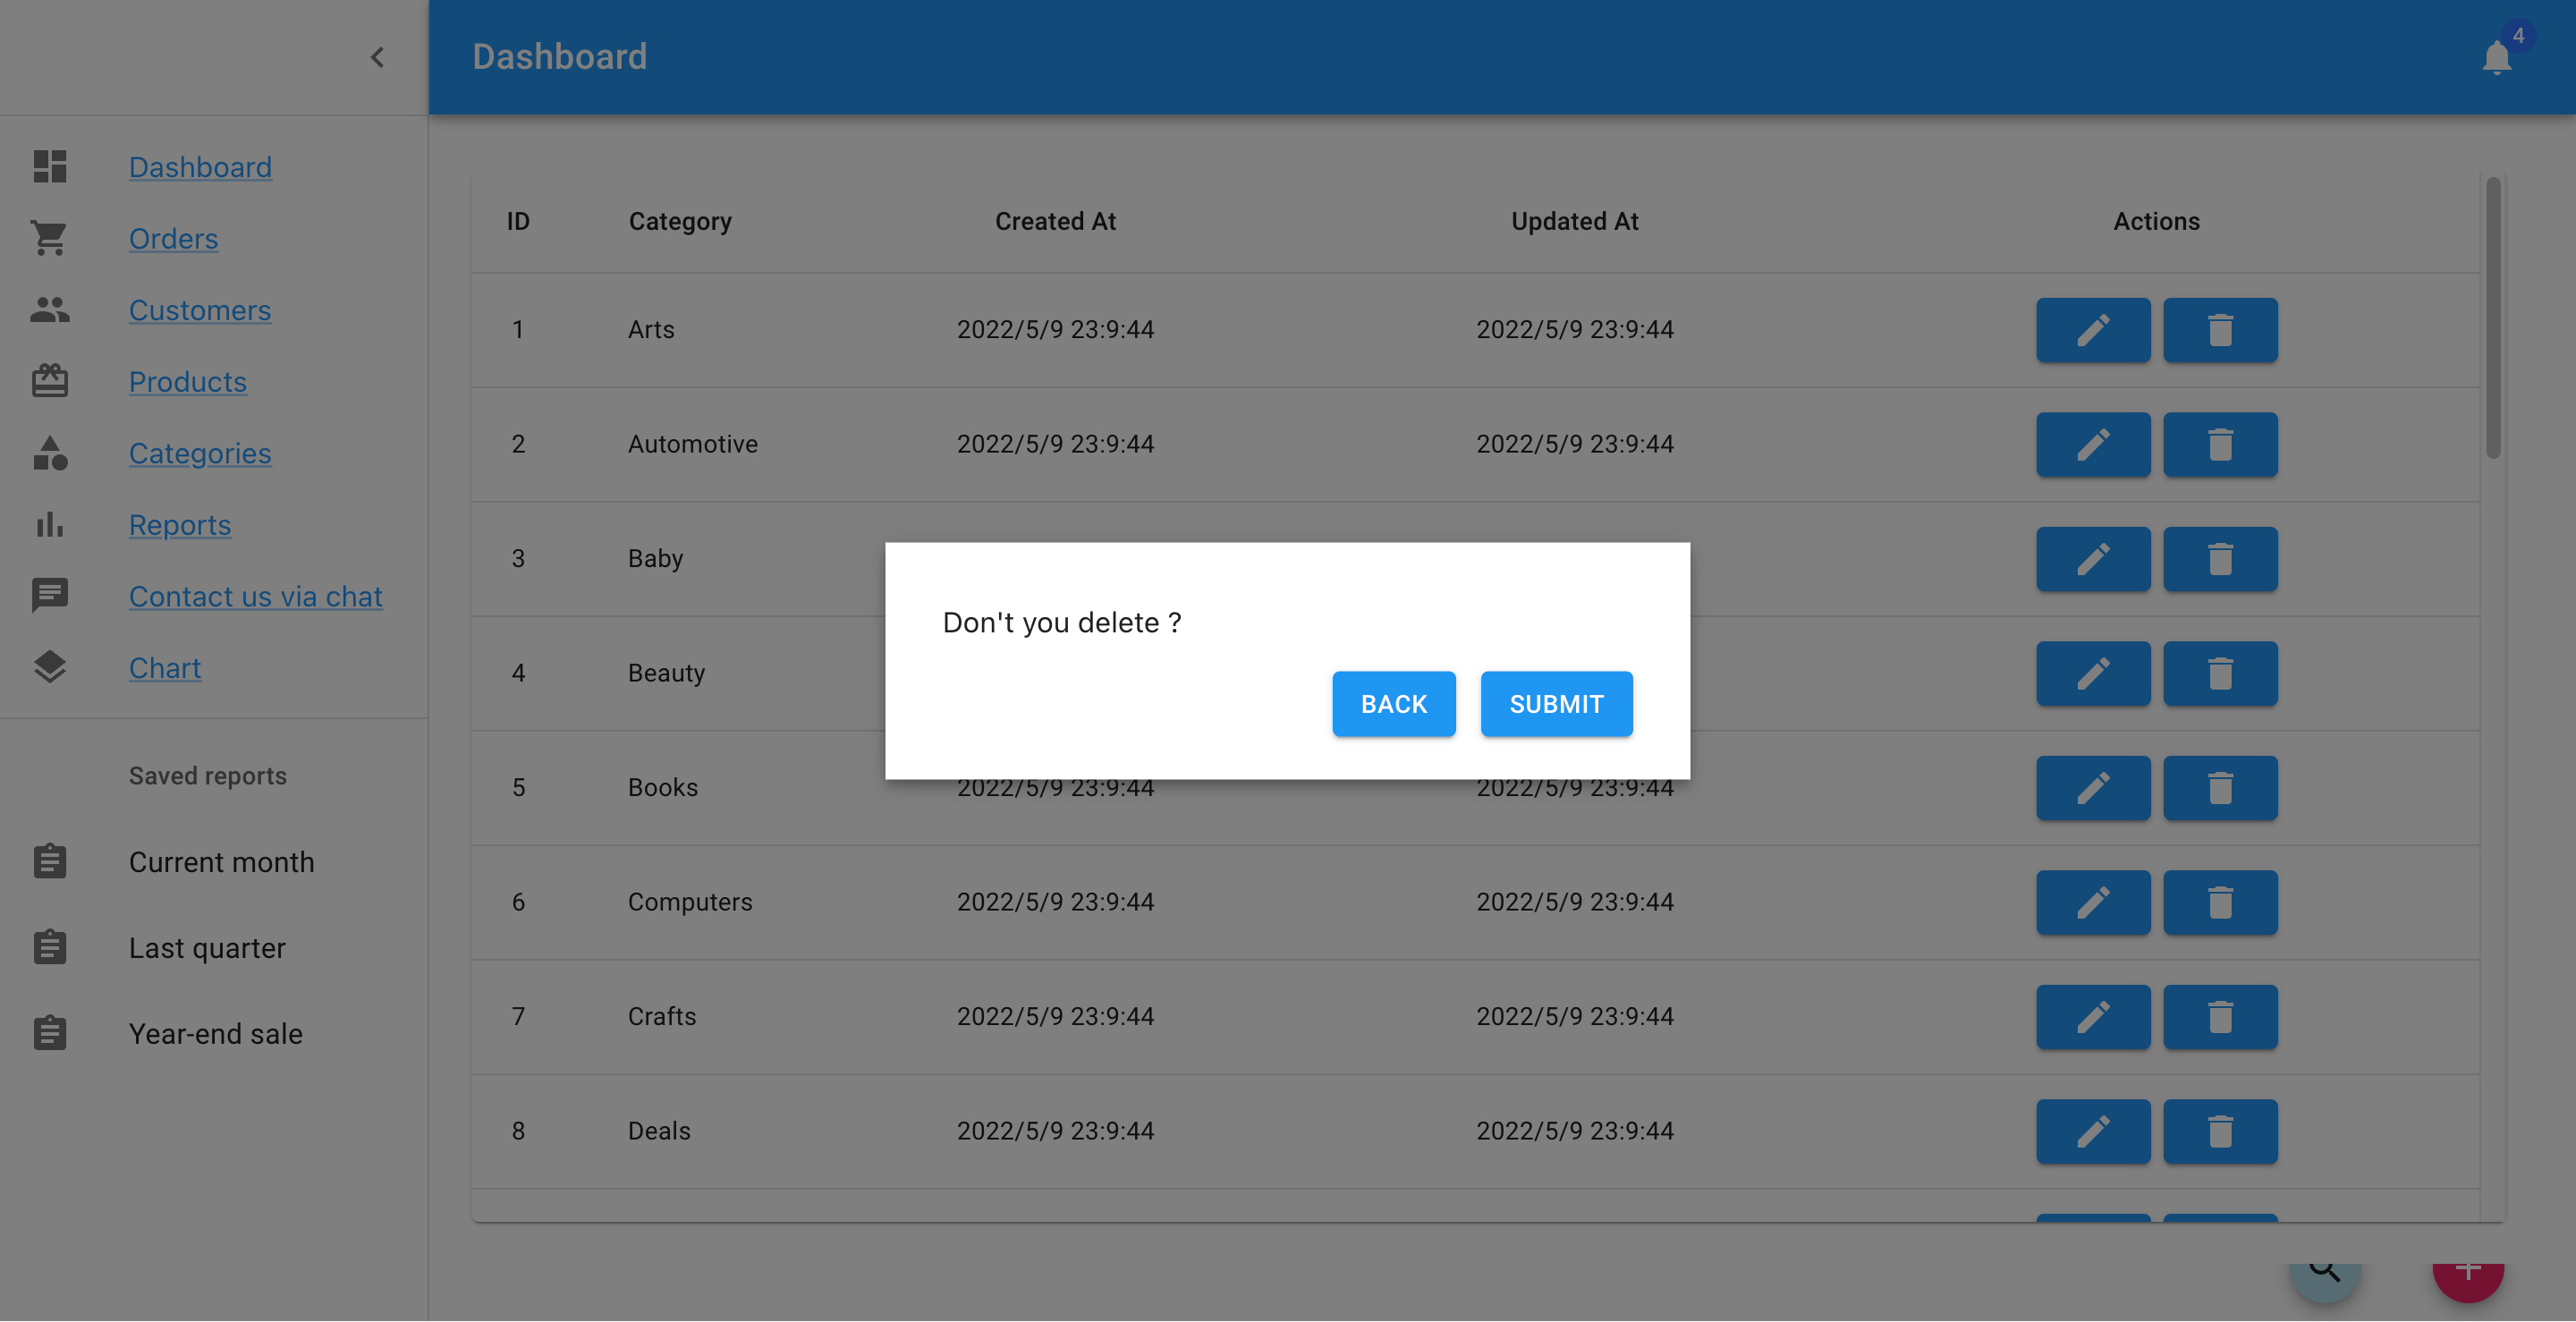 Dashboard
4
Dashboard
Orders
Customers
Products
Categories
Reports
Contact us via chat
Chart
Saved reports
Current month
Last quarter
Year-end sale
ID Category Created At Updated At Actions
1 Arts 2022/5/9 23:9:44 2022/5/9 23:9:44
2 Automotive 2022/5/9 23:9:44 2022/5/9 23:9:44
3 Baby
4 Beauty
5 Books 2022/5/9 23:9:44 2022/5/9 23:9:44
6 Computers 2022/5/9 23:9:44 2022/5/9 23:9:44
7 Crafts 2022/5/9 23:9:44 2022/5/9 23:9:44
8 Deals 2022/5/9 23:9:44 2022/5/9 23:9:44
Don't you delete ?
BACK SUBMIT